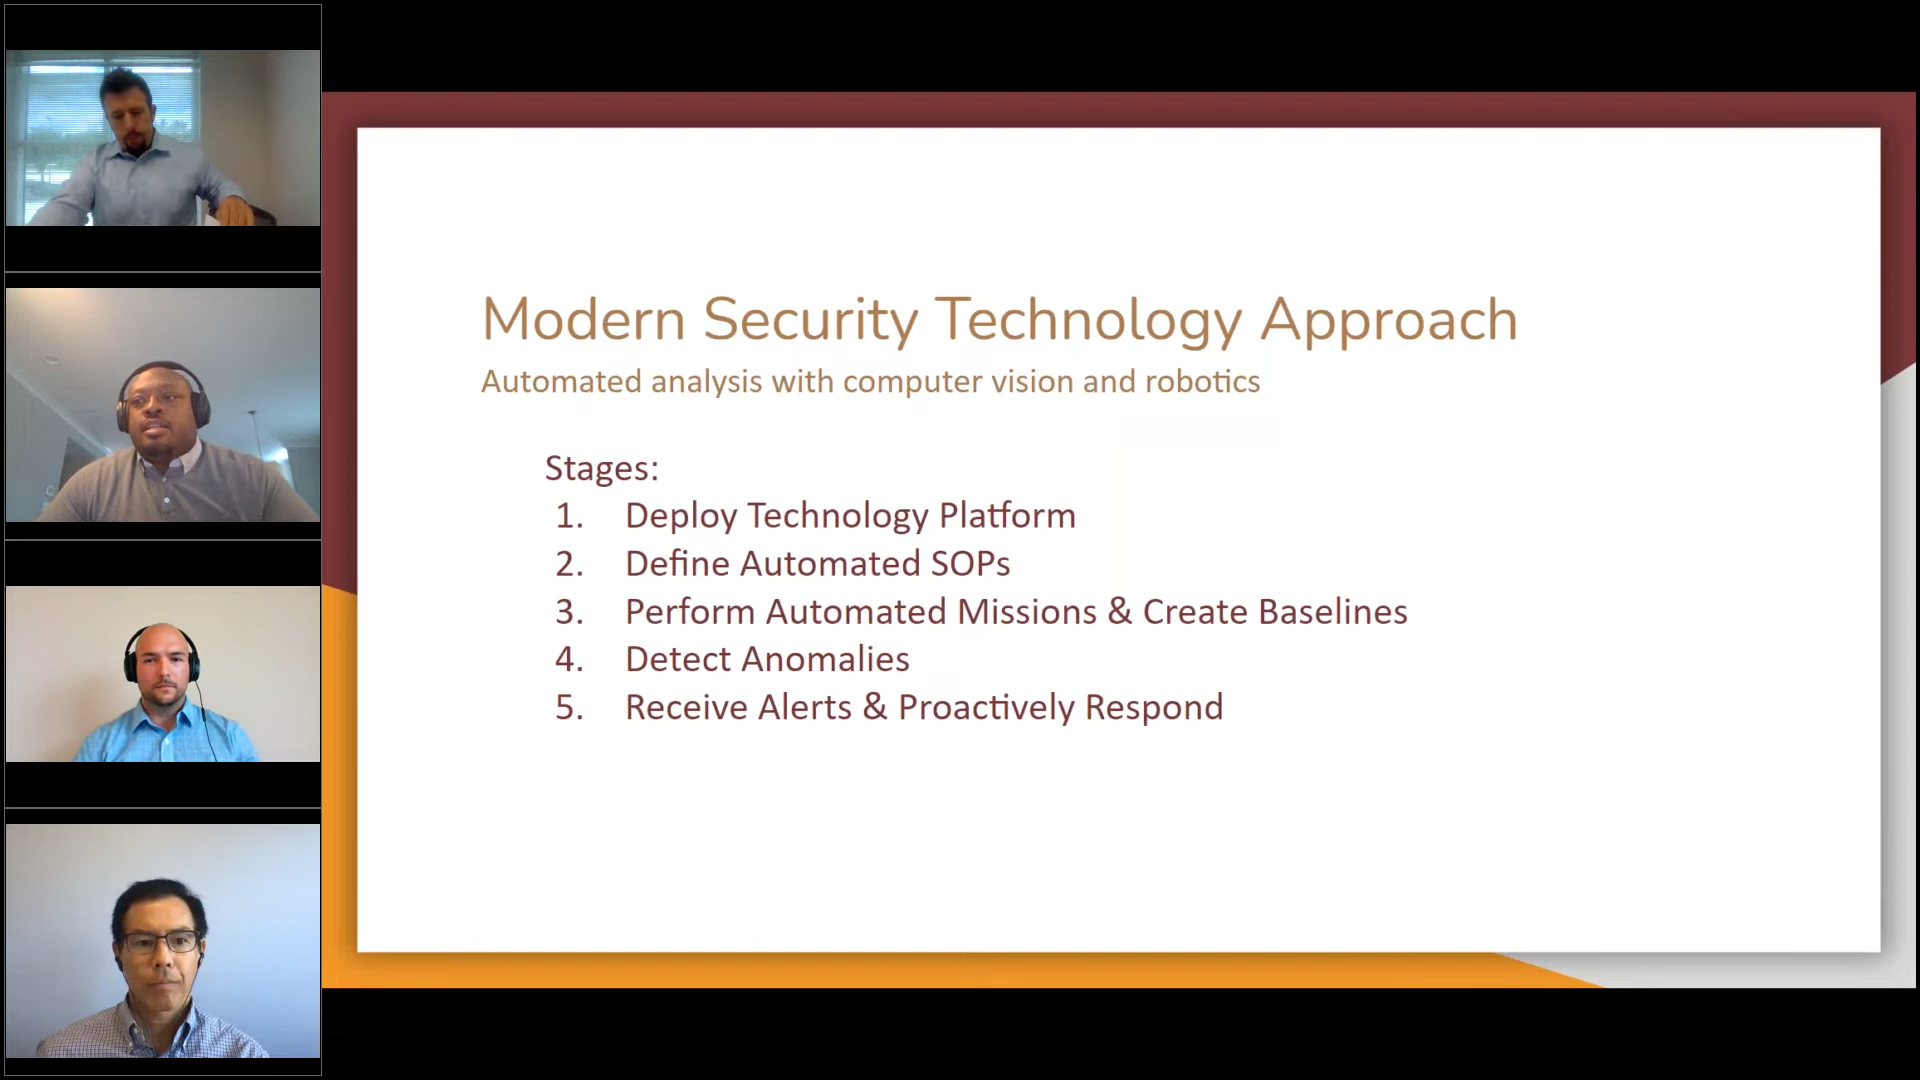 Modern Security Technology Approach
Automated analysis with computer vision and robotics
Stages:
1. Deploy Technology Platform
2. Define Automated SOPs
3. Perform Automated Missions & Create Baselines
4. Detect Anomalies
5. Receive Alerts & Proactively Respond